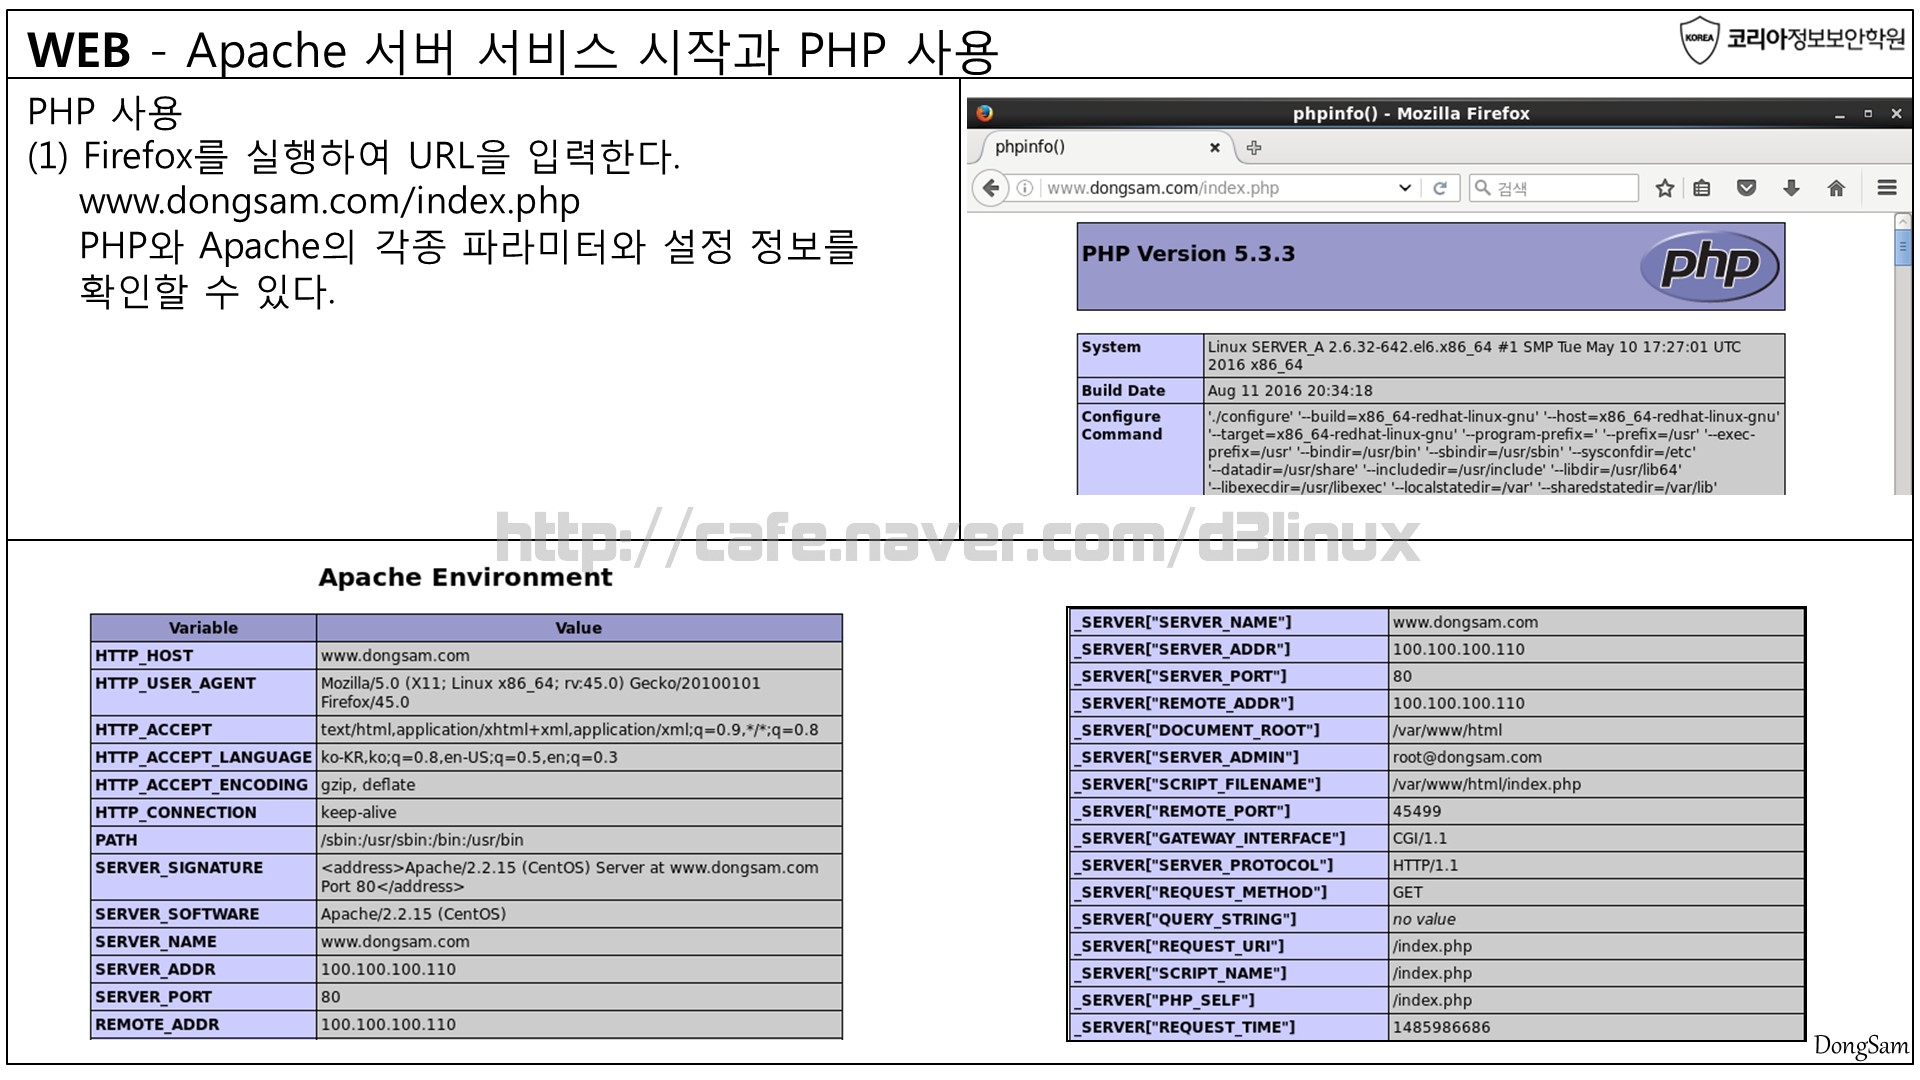 WEB - Apache 서버 서비스 시작과 PHP 사용
KOREA 코리아정보보안학원
PHP 사용
(1) Firefox를 실행하여 URL을 입력한다.
www.dongsam.com/index.php
PHP와 Apache의 각종 파라미터와 설정 정보를
확인할 수 있다.
phpinfo() - Mozilla Firefox
phpinfo()
www.dongsam.com/index.php
검색
PHP Version 5.3.3
php
System
Linux SERVER_A 2.6.32-642.el6.x86_64 #1 SMP Tue May 10 17:27:01 UTC
2016 x86_64
Build Date
Aug 11 2016 20:34:18
Configure
Command
'./configure' '--build=x86_64-redhat-linux-gnu' '--host=x86_64-redhat-linux-gnu'
'--target=x86_64-redhat-linux-gnu' '--program-prefix=' '--prefix=/usr' '--exec-
prefix=/usr' '--bindir=/usr/bin' '--sbindir=/usr/sbin' '--sysconfdir=/etc'
'--datadir=/usr/share' '--includedir=/usr/include' '--libdir=/usr/lib64'
'--libexecdir=/usr/libexec' '--localstatedir=/var' '--sharedstatedir=/var/lib'
http://cafe.naver.com/d3linux
Apache Environment
Variable Value
HTTP_HOST www.dongsam.com
HTTP_USER_AGENT Mozilla/5.0 (X11; Linux x86_64; rv:45.0) Gecko/20100101
Firefox/45.0
HTTP_ACCEPT text/html,application/xhtml+xml,application/xml;q=0.9,*/*;q=0.8
HTTP_ACCEPT_LANGUAGE ko-KR,ko;q=0.8,en-US;q=0.5,en;q=0.3
HTTP_ACCEPT_ENCODING gzip, deflate
HTTP_CONNECTION keep-alive
PATH /sbin:/usr/sbin:/bin:/usr/bin
SERVER_SIGNATURE <address>Apache/2.2.15 (CentOS) Server at www.dongsam.com
Port 80</address>
SERVER_SOFTWARE Apache/2.2.15 (CentOS)
SERVER_NAME www.dongsam.com
SERVER_ADDR 100.100.100.110
SERVER_PORT 80
REMOTE_ADDR 100.100.100.110
_SERVER["SERVER_NAME"] www.dongsam.com
_SERVER["SERVER_ADDR"] 100.100.100.110
_SERVER["SERVER_PORT"] 80
_SERVER["REMOTE_ADDR"] 100.100.100.110
_SERVER["DOCUMENT_ROOT"] /var/www/html
_SERVER["SERVER_ADMIN"] root@dongsam.com
_SERVER["SCRIPT_FILENAME"] /var/www/html/index.php
_SERVER["REMOTE_PORT"] 45499
_SERVER["GATEWAY_INTERFACE"] CGI/1.1
_SERVER["SERVER_PROTOCOL"] HTTP/1.1
_SERVER["REQUEST_METHOD"] GET
_SERVER["QUERY_STRING"] no value
_SERVER["REQUEST_URI"] /index.php
_SERVER["SCRIPT_NAME"] /index.php
_SERVER["PHP_SELF"] /index.php
_SERVER["REQUEST_TIME"] 1485986686
DongSam